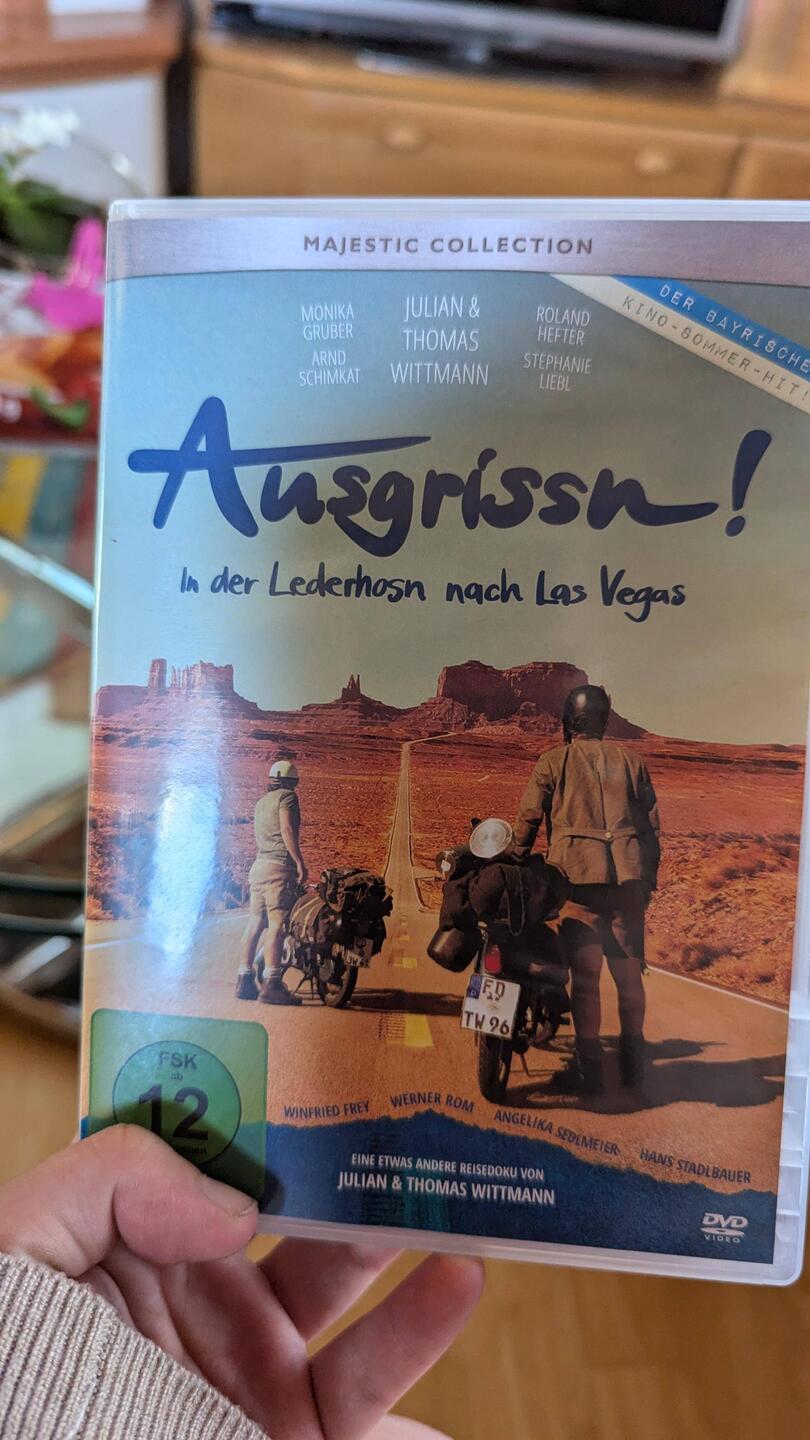 MAJESTIC COLLECTION
MONIKA
GRUBER
ARND
SCHIMKAT
JULIAN &
THOMAS
WITTMANN
ROLAND
HEFTER
STEPHANIE
LIEBL
DER BAYRISCHE
KINO-SOMMER-HIT!
Ausgrissn!
In der Lederhosn nach Las Vegas
ED
TW 96
FSK
ab
12
WINFRIED FREY WERNER ROM ANGELIKA SEDLMEIER HANS STADLBAUER
EINE ETWAS ANDERE REISEDOKU VON
JULIAN & THOMAS WITTMANN
DVD
VIDEO